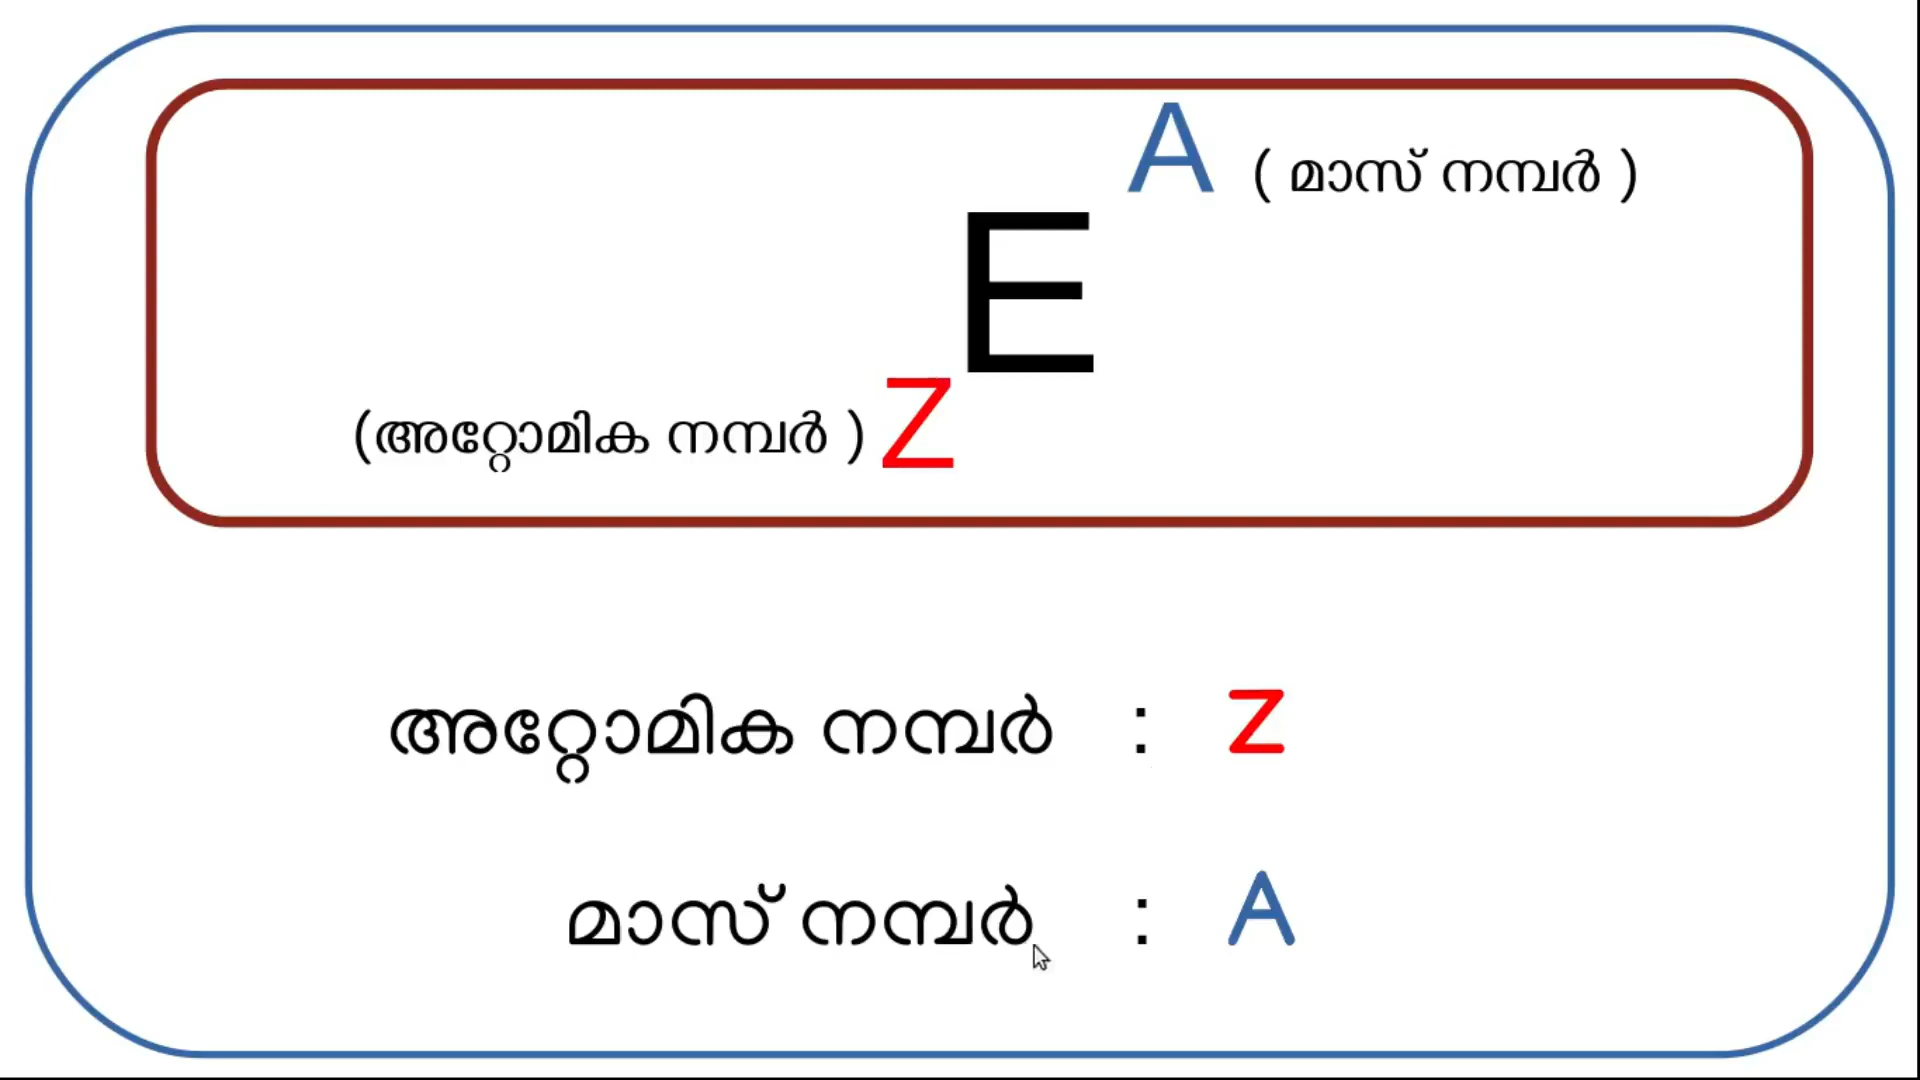 A ( മാസ് നമ്പർ )
E
(അറ്റോമിക നമ്പർ ) Z
അറ്റോമിക നമ്പർ : Z
മാസ് നമ്പർ : A